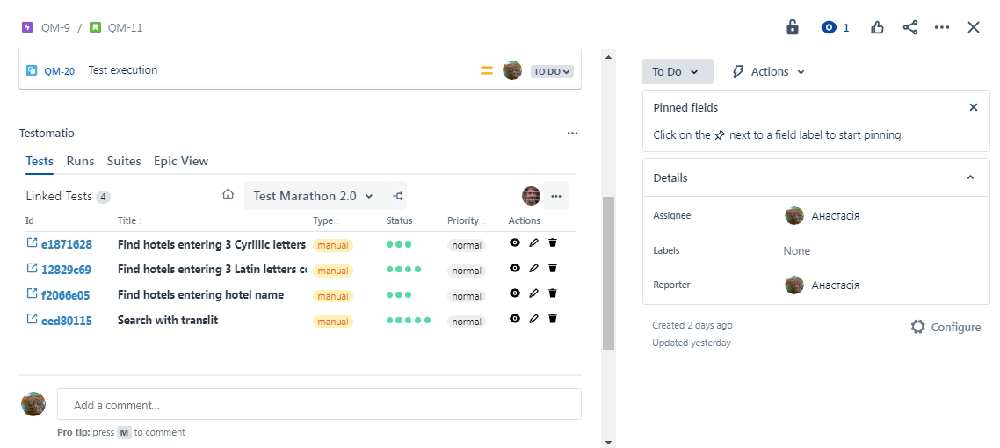 QM-9 / QM-11
1
QM-20 Test execution TO DO
Testomatio
Tests Runs Suites Epic View
Linked Tests 4 Test Marathon 2.0
Id Title Type Status Priority Actions
e1871628 Find hotels entering 3 Cyrillic letters manual normal
12829c69 Find hotels entering 3 Latin letters manual normal
f2066e05 Find hotels entering hotel name manual normal
eed80115 Search with translit manual normal
Add a comment...
Pro tip: press M to comment
To Do Actions
Pinned fields
Click on the next to a field label to start pinning.
Details
Assignee Анастасія
Labels None
Reporter Анастасія
Created 2 days ago
Configure
Updated yesterday